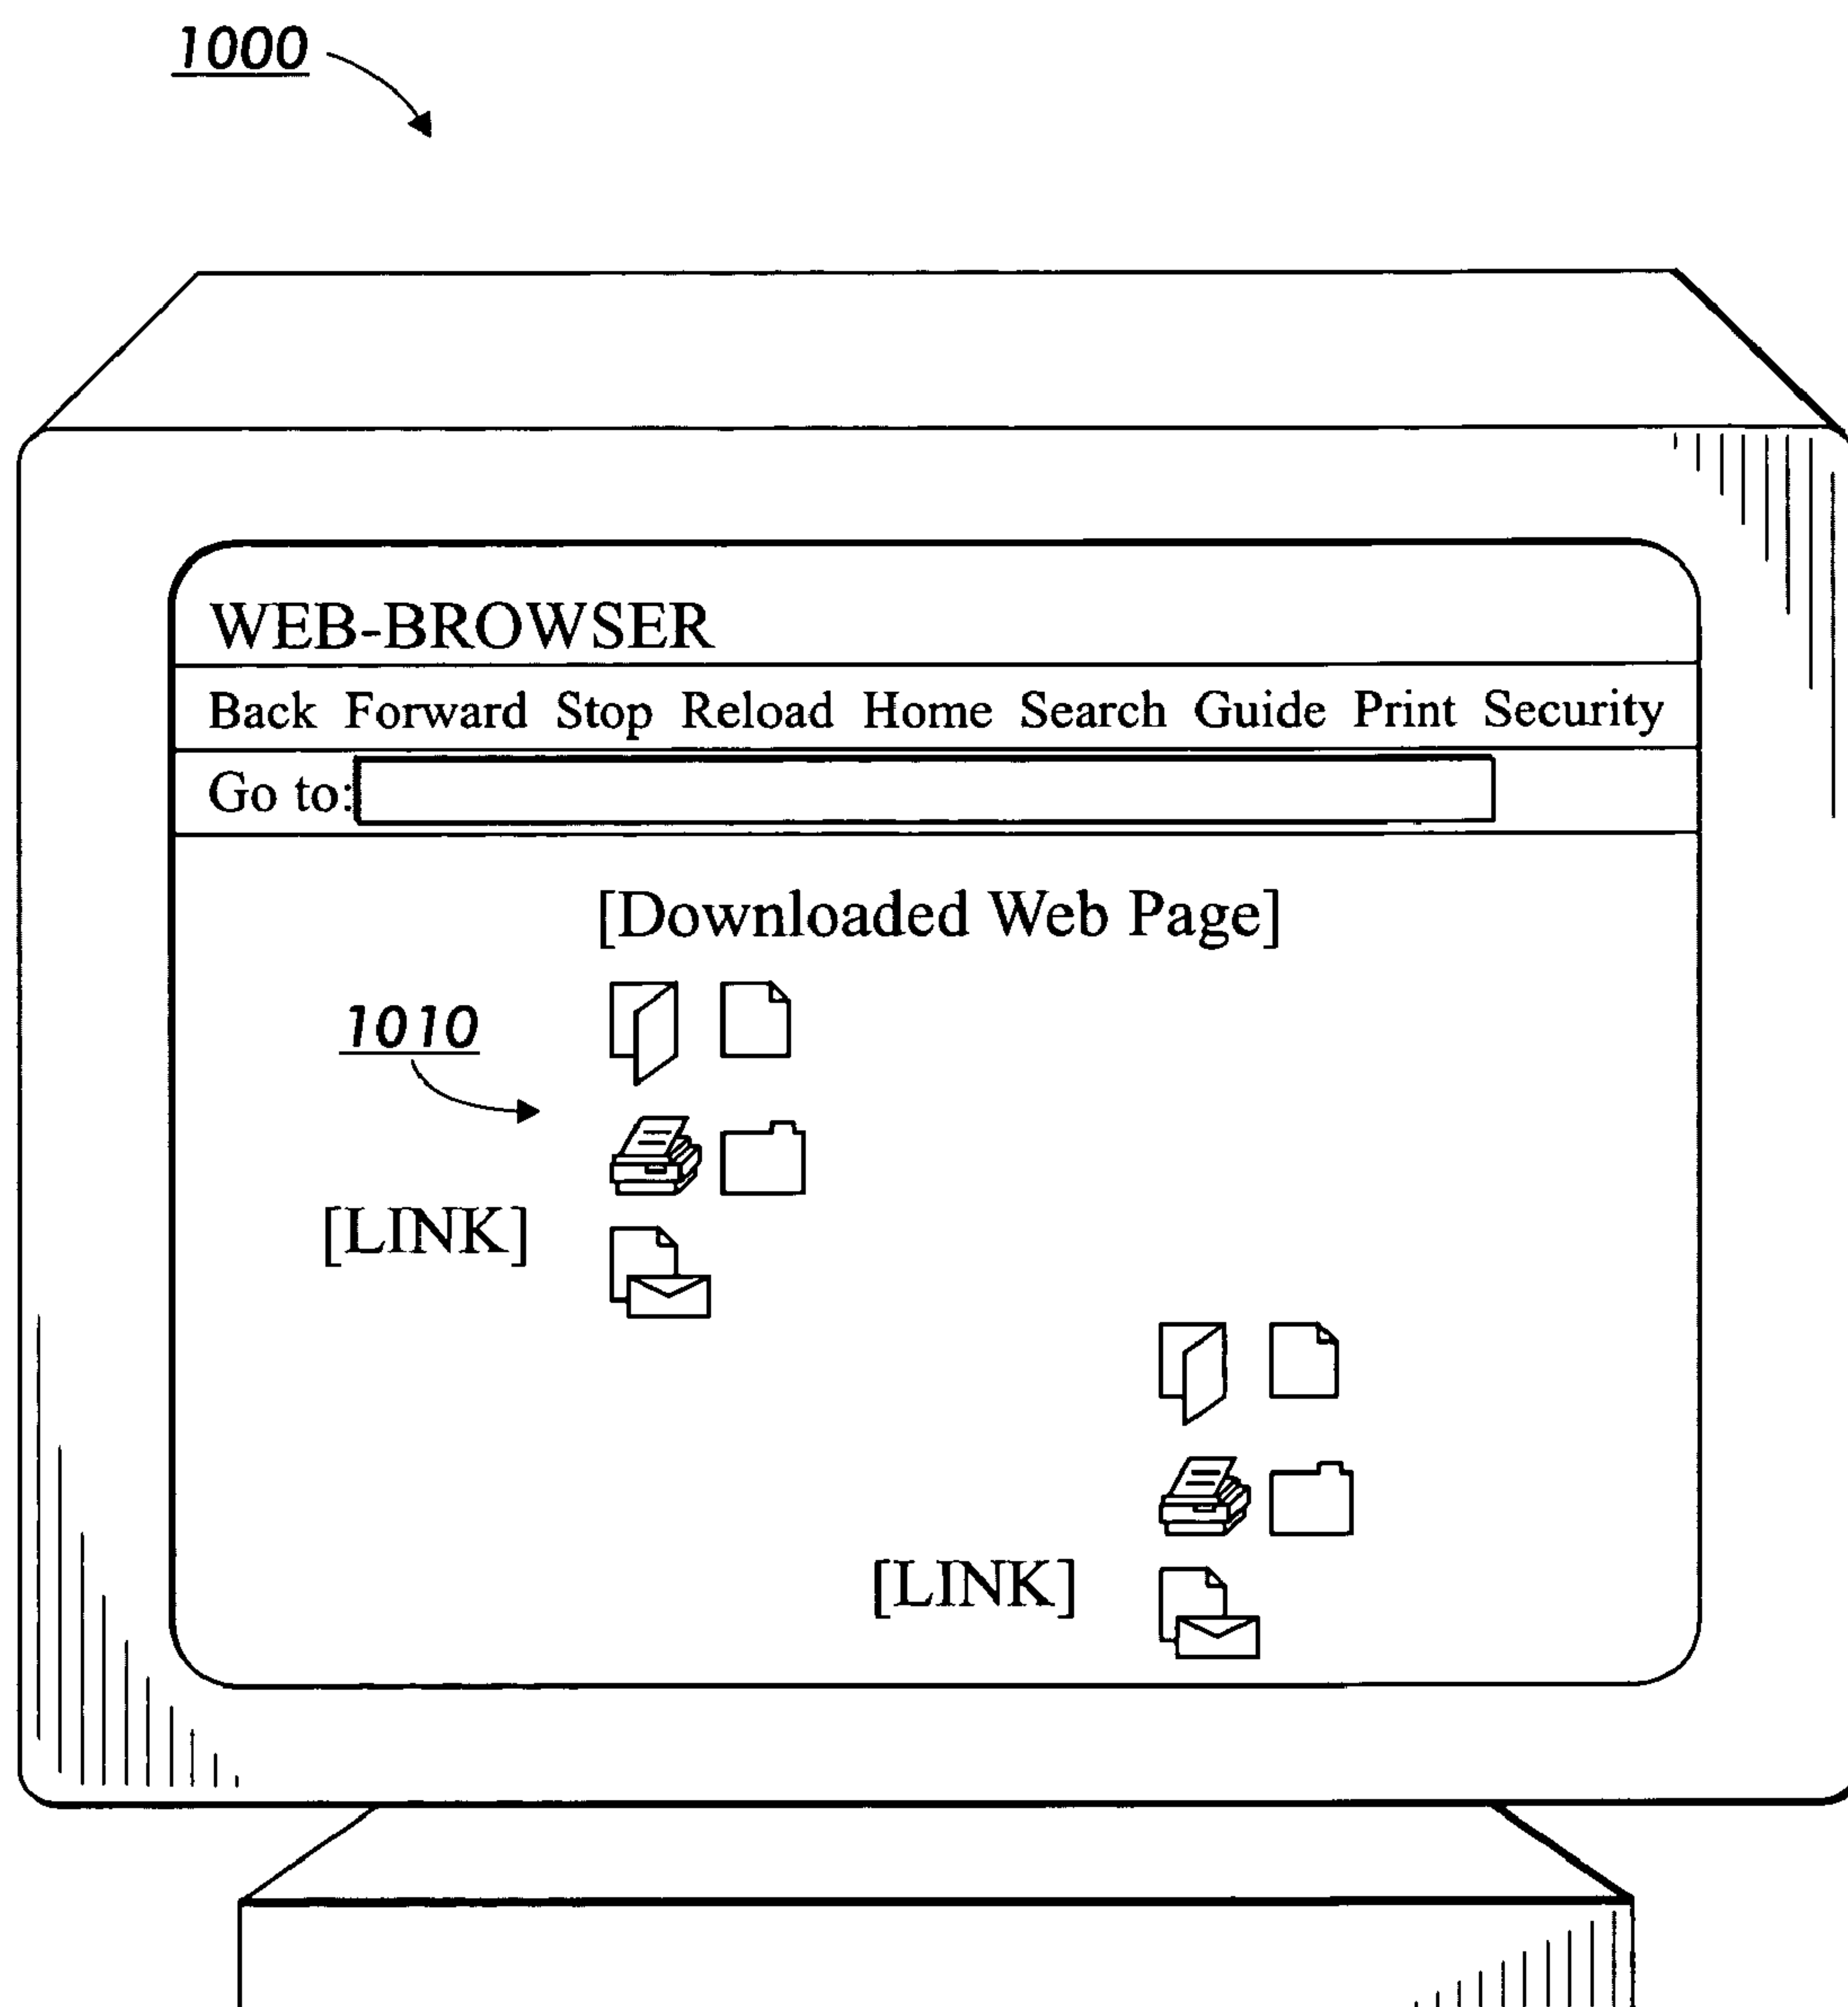 1000
WEB-BROWSER
Back Forward Stop Reload Home Search Guide Print Security
Go to:
[Downloaded Web Page]
1010
[LINK]
[LINK]